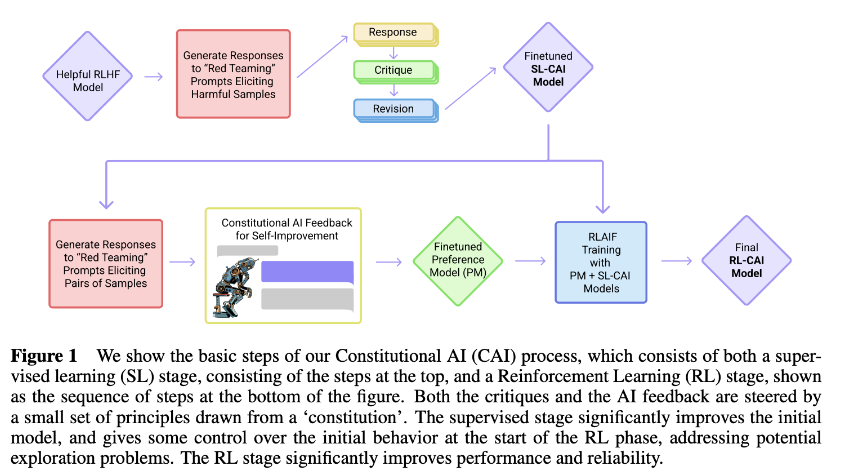 Helpful RLHF
Model
Generate Responses
to “Red Teaming”
Prompts Eliciting
Harmful Samples
Response
Critique
Revision
Finetuned
SL-CAI
Model
Generate Responses
to “Red Teaming”
Prompts Eliciting
Pairs of Samples
Constitutional AI Feedback
for Self-Improvement
Finetuned
Preference
Model (PM)
RLAIF
Training
with
PM + SL-CAI
Models
Final
RL-CAI
Model
Figure 1 We show the basic steps of our Constitutional AI (CAI) process, which consists of both a super-
vised learning (SL) stage, consisting of the steps at the top, and a Reinforcement Learning (RL) stage, shown
as the sequence of steps at the bottom of the figure. Both the critiques and the AI feedback are steered by
a small set of principles drawn from a ‘constitution’. The supervised stage significantly improves the initial
model, and gives some control over the initial behavior at the start of the RL phase, addressing potential
exploration problems. The RL stage significantly improves performance and reliability.